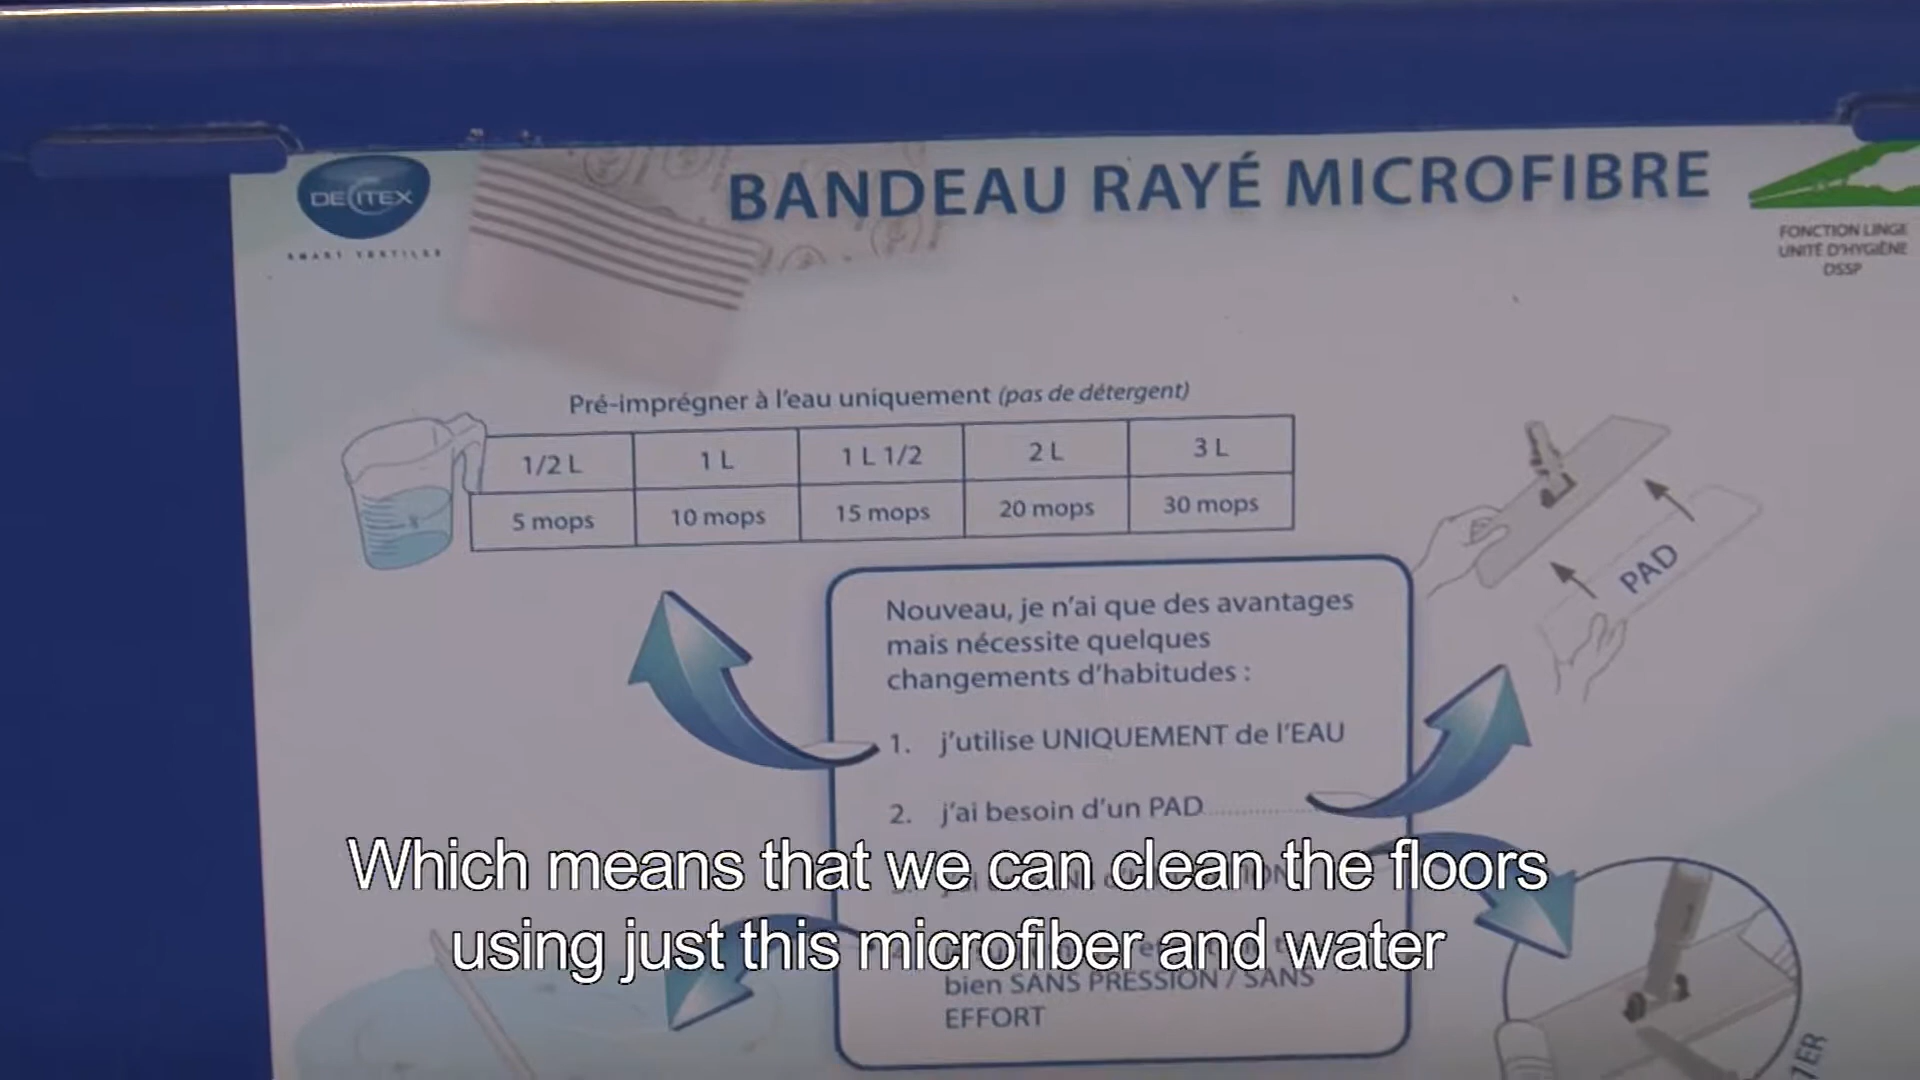 DECITEX
SMART TEXTILES
BANDEAU RAYÉ MICROFIBRE
FONCTION LINGE
UNITÉ D'HYGIÈNE
DSSP
Pré-imprégner à l'eau uniquement (pas de détergent)
1/2 L 1 L 1 L 1/2 2 L 3 L
5 mops 10 mops 15 mops 20 mops 30 mops
PAD
Nouveau, je n'ai que des avantages
mais nécessite quelques
changements d'habitudes :
1. j'utilise UNIQUEMENT de l'EAU
2. j'ai besoin d'un PAD
Which means that we can clean the floors
using just this microfiber and water
bien SANS PRESSION / SANS
EFFORT